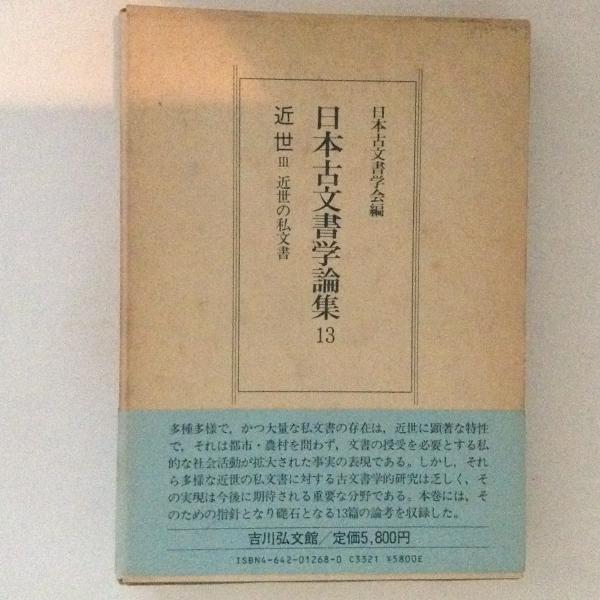 日本古文書学会編
日本古文書学論集 13
近世 III 近世の私文書
多種多様で，かつ大量な私文書の存在は，近世に顕著な特性
で，それは都市・農村を問わず，文書の授受を必要とする私
的な社会活動が拡大された事実の表現である。しかし，それ
ら多様な近世の私文書に対する古文書学的研究は乏しく，そ
の実現は今後に期待される重要な分野である。本巻には，そ
のための指針となり礎石となる13篇の論考を収録した。
吉川弘文館／定価5,800円
ISBN4-642-01268-0 C3321 ¥5800E